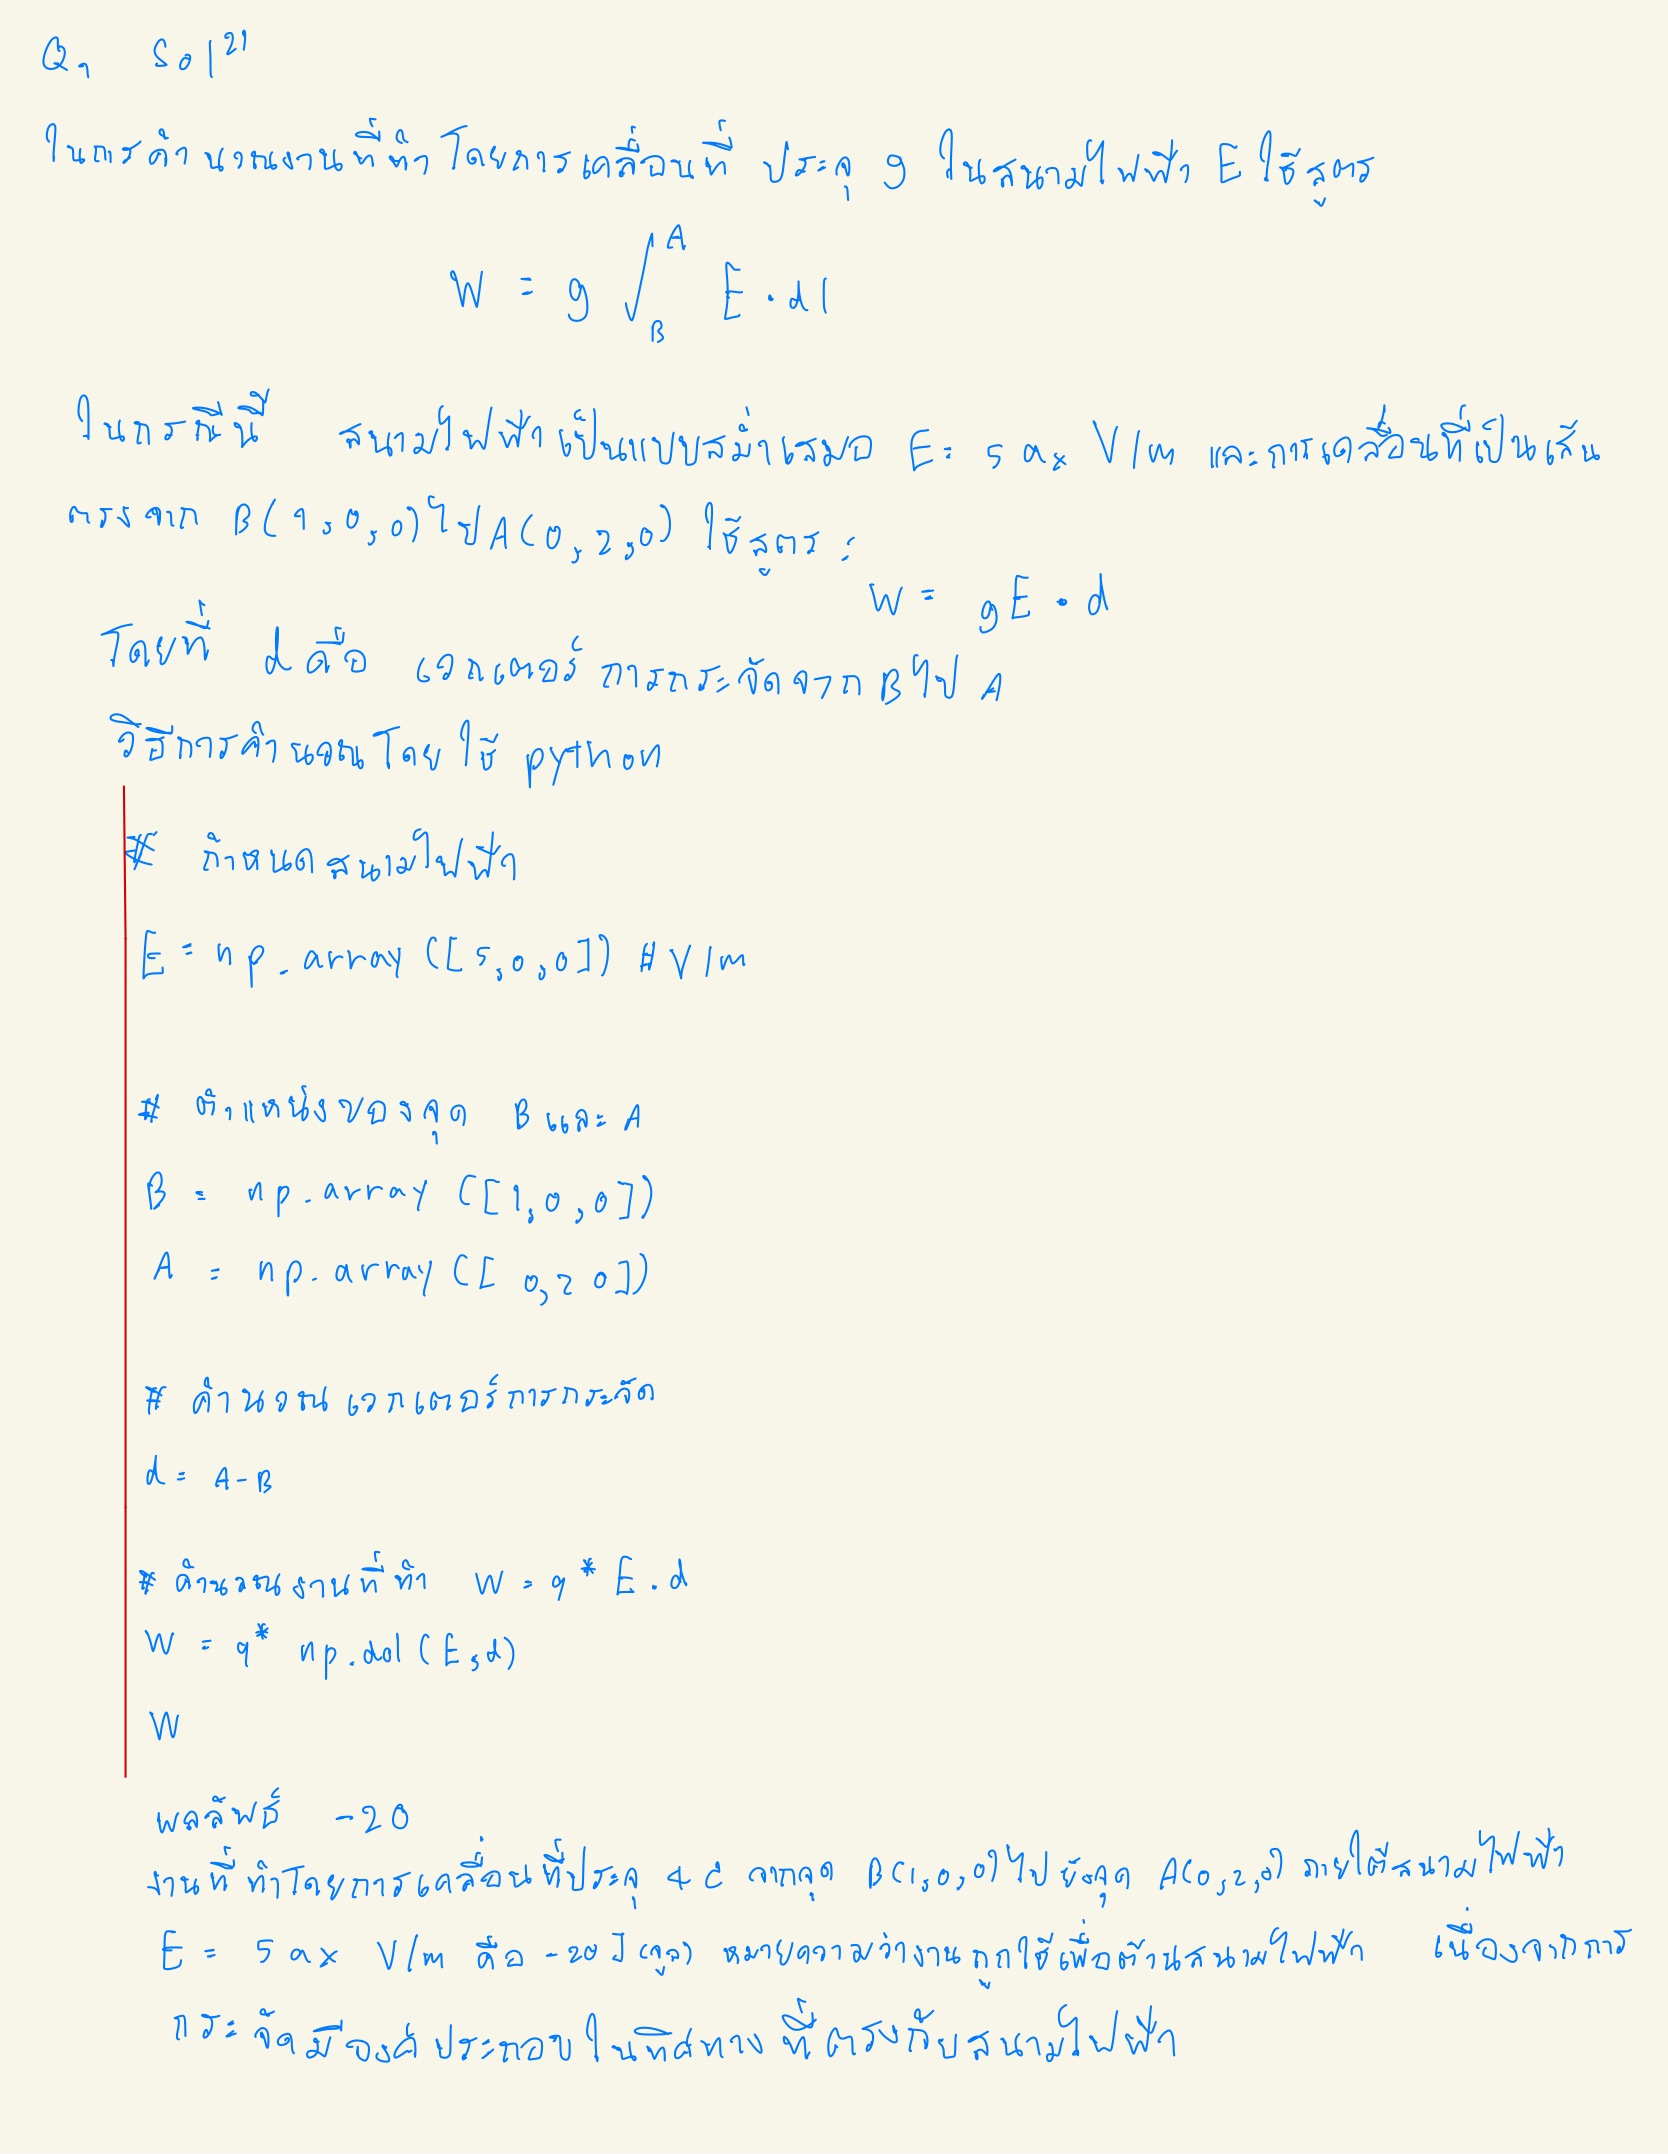 Q1 Sol21
ในการคำนวณงานที่ทำโดยการเคลื่อนที่ ประจุ q ในสนามไฟฟ้า E ใช้สูตร
W = q ∫_B^A E · dl
ในกรณีนี้ สนามไฟฟ้าเป็นแบบสม่ำเสมอ E = 5 ax V/m และการเคลื่อนที่เป็นเส้น
ตรงจาก B(1,0,0) ไป A(0,2,0) ใช้สูตร :
W = qE · d
โดยที่ d คือ เวกเตอร์ การกระจัดจาก B ไป A
วิธีการคำนวณโดย ใช้ python
# กำหนดสนามไฟฟ้า
E = np.array ([5,0,0]) # V/m
# ตำแหน่งของจุด B และ A
B = np.array ([1,0,0])
A = np.array ([0,2 0])
# คำนวณ เวกเตอร์การกระจัด
d = A-B
# คำนวณงานที่ทำ W = q * E . d
W = q * np.dol (E,d)
W
ผลลัพธ์ -20
งานที่ทำโดยการเคลื่อนที่ประจุ 4 C จากจุด B(1,0,0) ไปยังจุด A(0,2,0) ภายใต้สนามไฟฟ้า
E = 5 ax V/m คือ -20 J (จูล) หมายความว่างานถูกใช้เพื่อต้านสนามไฟฟ้า เนื่องจากการ
กระจัดมีองค์ประกอบในทิศทางที่ตรงกับสนามไฟฟ้า